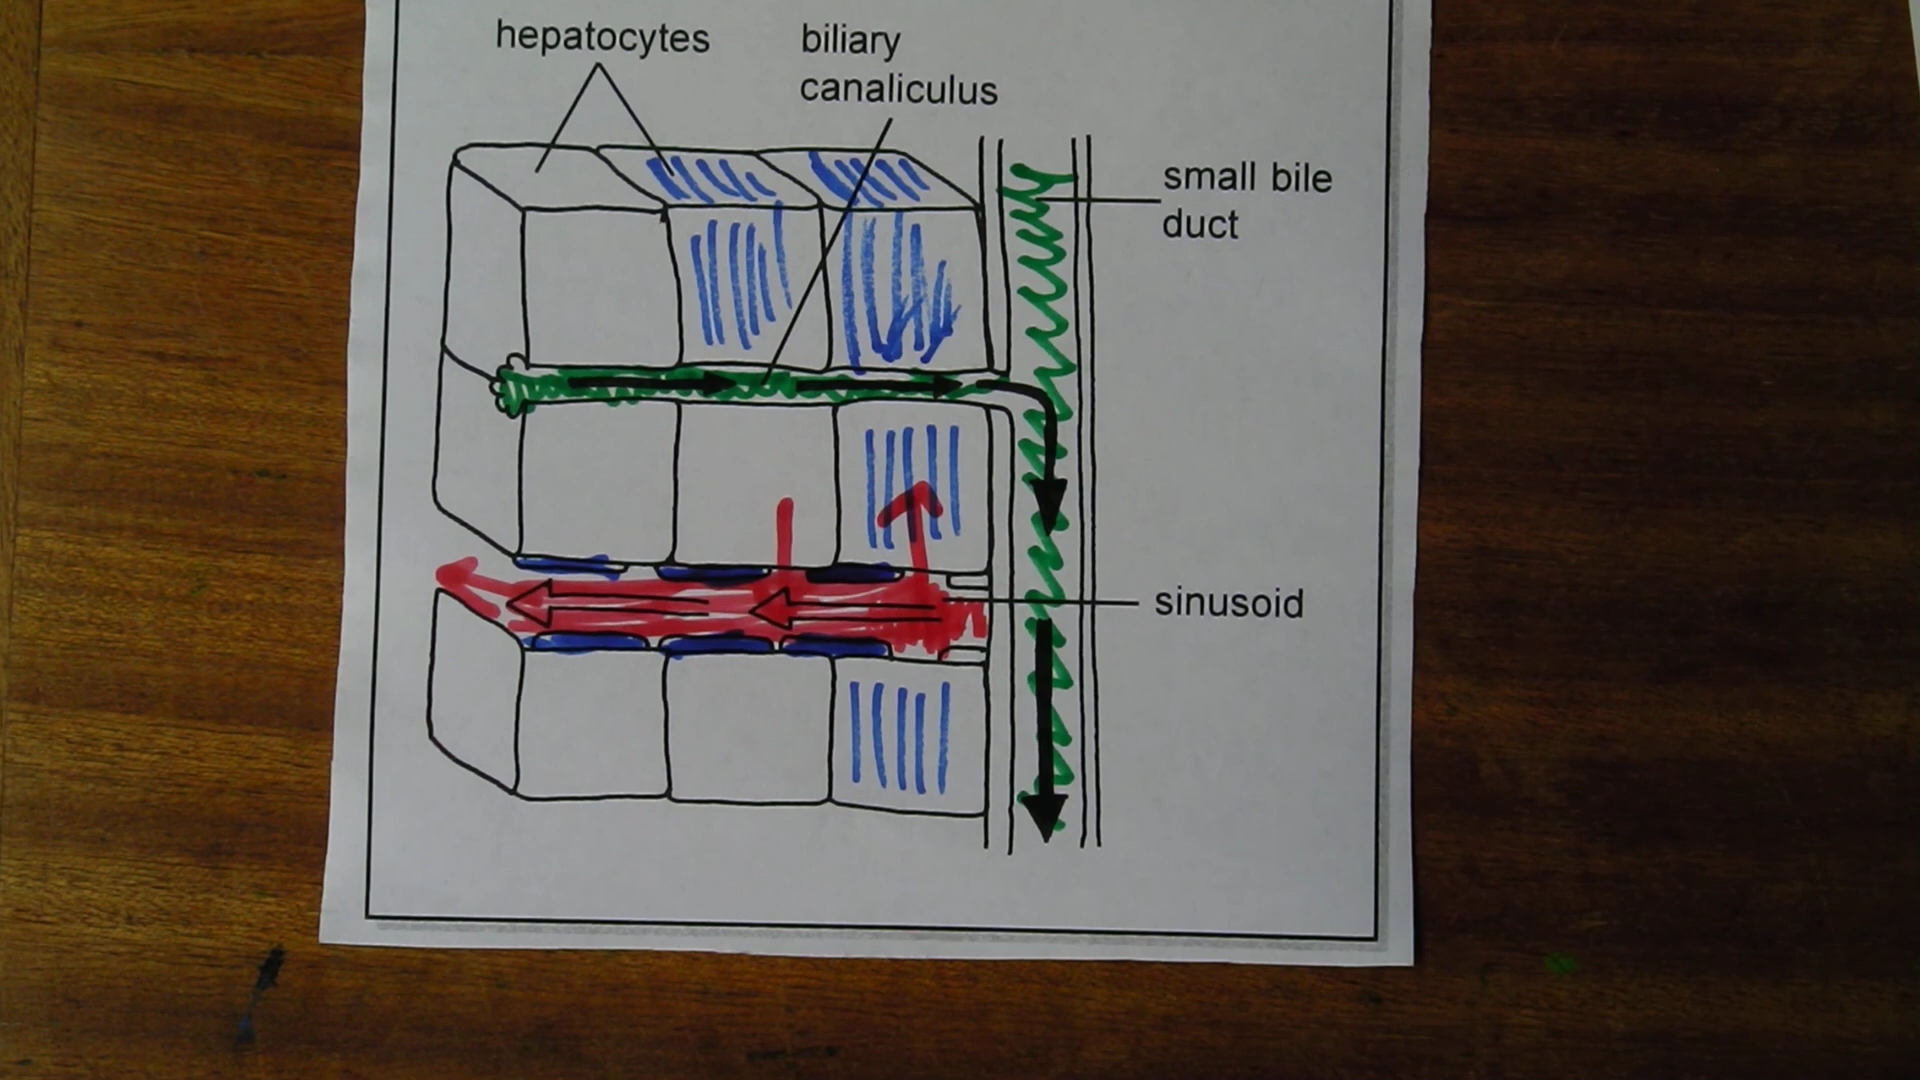 hepatocytes
biliary
canaliculus
small bile
duct
sinusoid